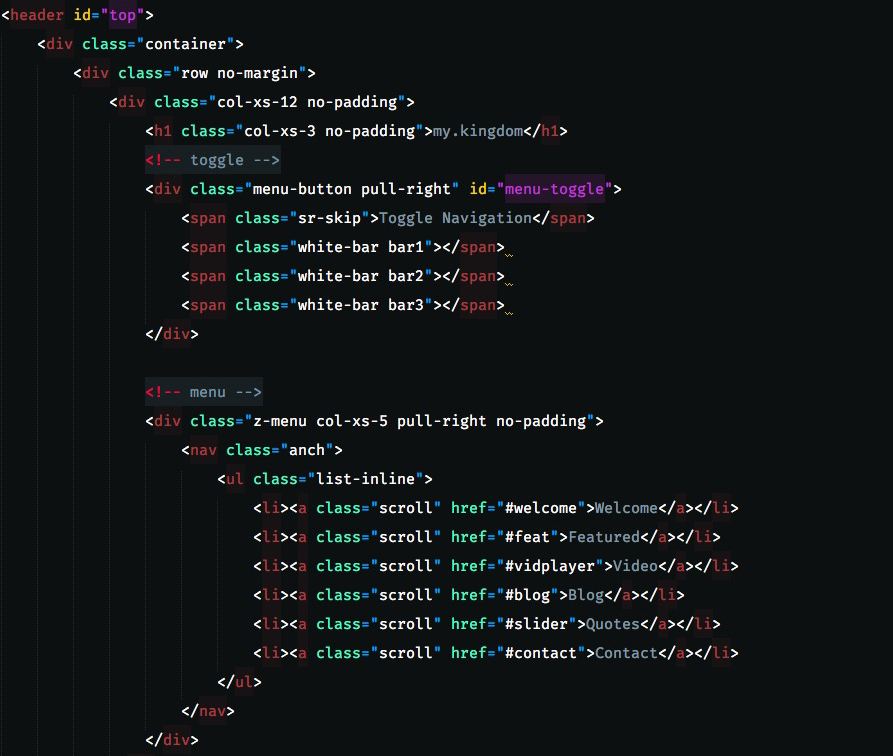 <header id="top">
<div class="container">
<div class="row no-margin">
<div class="col-xs-12 no-padding">
<h1 class="col-xs-3 no-padding">my.kingdom</h1>
<!-- toggle -->
<div class="menu-button pull-right" id="menu-toggle">
<span class="sr-skip">Toggle Navigation</span>
<span class="white-bar bar1"></span>
<span class="white-bar bar2"></span>
<span class="white-bar bar3"></span>
</div>
<!-- menu -->
<div class="z-menu col-xs-5 pull-right no-padding">
<nav class="anch">
<ul class="list-inline">
<li><a class="scroll" href="#welcome">Welcome</a></li>
<li><a class="scroll" href="#feat">Featured</a></li>
<li><a class="scroll" href="#vidplayer">Video</a></li>
<li><a class="scroll" href="#blog">Blog</a></li>
<li><a class="scroll" href="#slider">Quotes</a></li>
<li><a class="scroll" href="#contact">Contact</a></li>
</ul>
</nav>
</div>